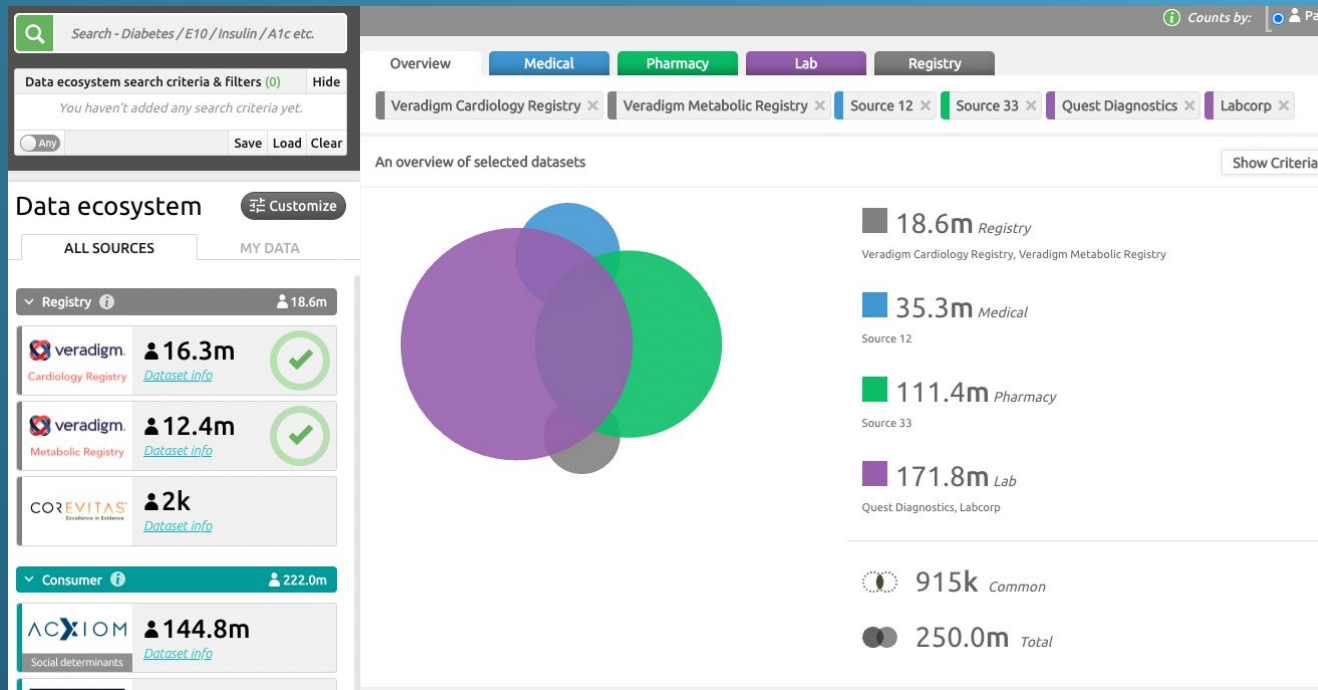 Search - Diabetes / E10 / Insulin / A1c etc.
Data ecosystem search criteria & filters (0) Hide
You haven't added any search criteria yet.
Any Save Load Clear
Data ecosystem Customize
ALL SOURCES MY DATA
Registry 18.6m
veradigm. 16.3m
Cardiology Registry Dataset info
veradigm. 12.4m
Metabolic Registry Dataset info
COREVITAS 2k
Excellence in Evidence Dataset info
Consumer 222.0m
ACXIOM 144.8m
Social determinants Dataset info
Counts by: Pa
Overview Medical Pharmacy Lab Registry
Veradigm Cardiology Registry × Veradigm Metabolic Registry × Source 12 × Source 33 × Quest Diagnostics × Labcorp ×
An overview of selected datasets Show Criteria
18.6m Registry
Veradigm Cardiology Registry, Veradigm Metabolic Registry
35.3m Medical
Source 12
111.4m Pharmacy
Source 33
171.8m Lab
Quest Diagnostics, Labcorp
915k Common
250.0m Total